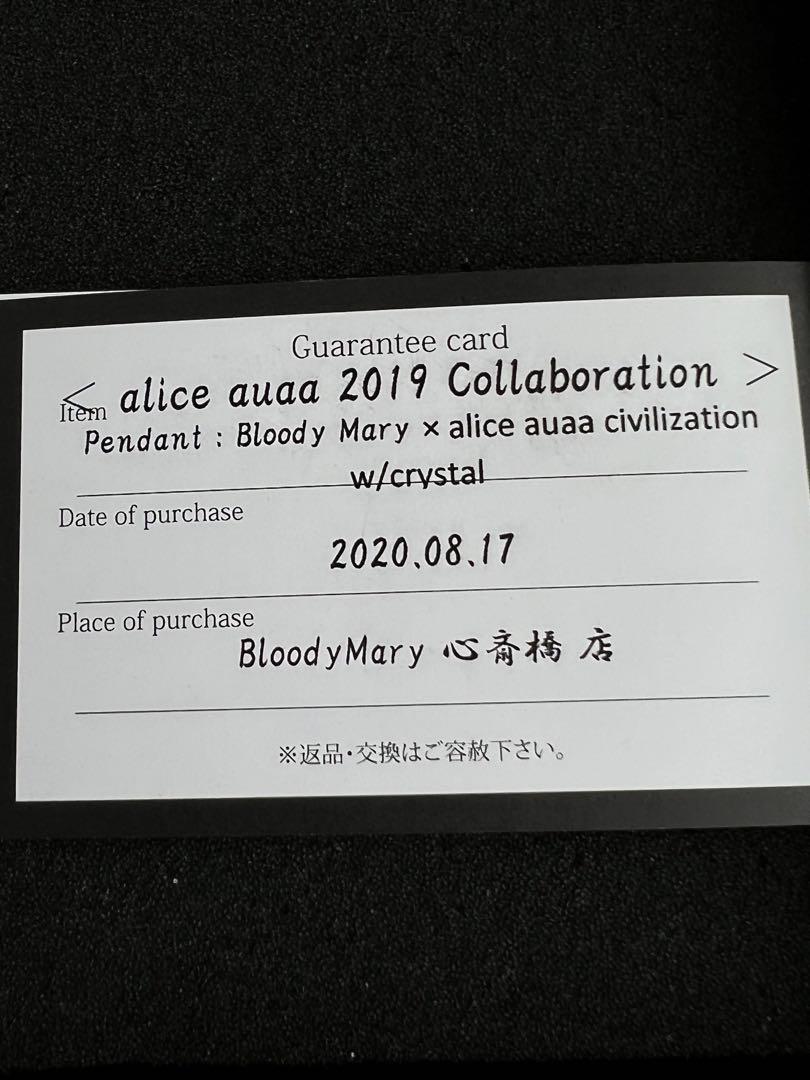 Guarantee card
< alice auaa 2019 Collaboration >
Item
Pendant : Bloody Mary × alice auaa civilization
w/crystal
Date of purchase
2020.08.17
Place of purchase
BloodyMary 心斎橋 店
※返品・交換はご容赦下さい。